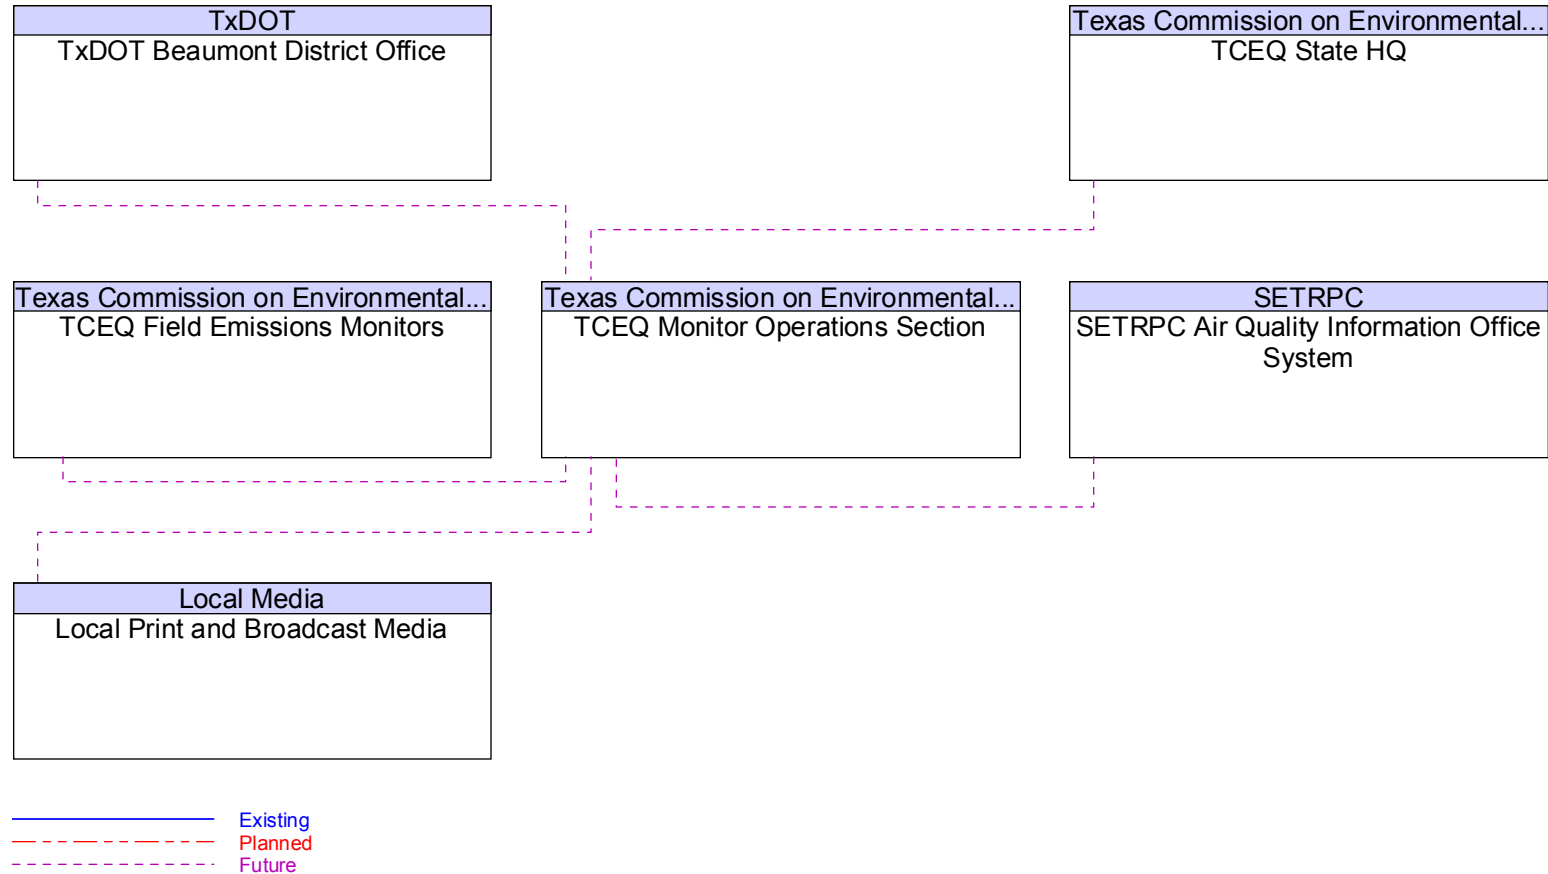 TxDOT
TxDOT Beaumont District Office
Texas Commission on Environmental...
TCEQ State HQ
Texas Commission on Environmental...
TCEQ Field Emissions Monitors
Texas Commission on Environmental...
TCEQ Monitor Operations Section
SETRPC
SETRPC Air Quality Information Office
System
Local Media
Local Print and Broadcast Media
Existing
Planned
Future